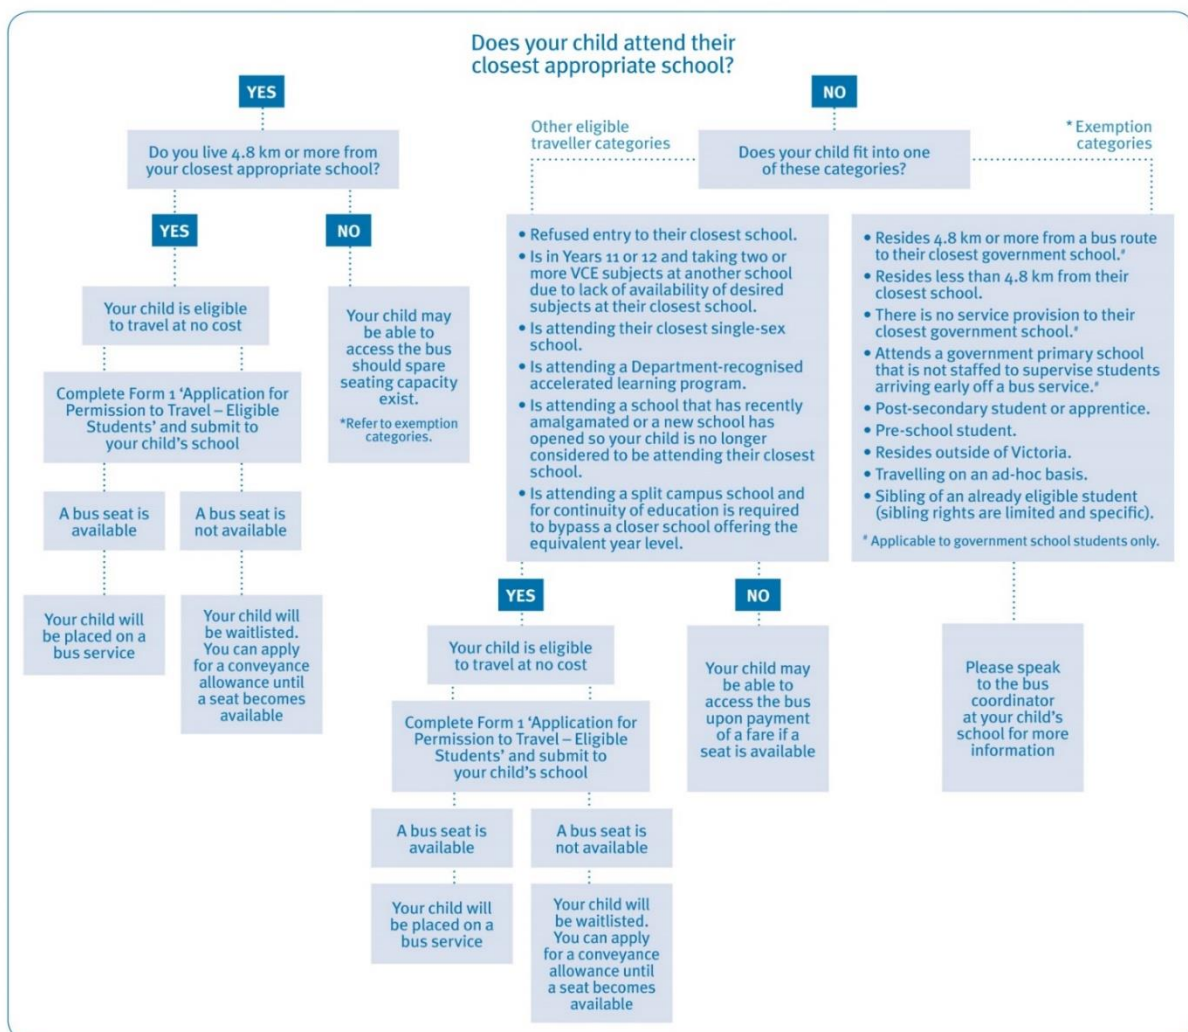 Does your child attend their
closest appropriate school?
YES
Do you live 4.8 km or more from
your closest appropriate school?
YES
Your child is eligible
to travel at no cost
Complete Form 1 ‘Application for
Permission to Travel – Eligible
Students’ and submit to
your child’s school
A bus seat is
available
Your child will
be placed on a
bus service
A bus seat is
not available
Your child will
be waitlisted.
You can apply
for a conveyance
allowance until
a seat becomes
available
NO
Your child may
be able to
access the bus
should spare
seating capacity
exist.
*Refer to exemption
categories.
NO
Does your child fit into one
of these categories?
Other eligible
traveller categories
• Refused entry to their closest school.
• Is in Years 11 or 12 and taking two or
more VCE subjects at another school
due to lack of availability of desired
subjects at their closest school.
• Is attending their closest single-sex
school.
• Is attending a Department-recognised
accelerated learning program.
• Is attending a school that has recently
amalgamated or a new school has
opened so your child is no longer
considered to be attending their closest
school.
• Is attending a split campus school and
for continuity of education is required
to bypass a closer school offering the
equivalent year level.
YES
Your child is eligible
to travel at no cost
Complete Form 1 ‘Application for
Permission to Travel – Eligible
Students’ and submit to
your child’s school
A bus seat is
available
Your child will
be placed on a
bus service
A bus seat is
not available
Your child will
be waitlisted.
You can apply
for a conveyance
allowance until
a seat becomes
available
NO
Your child may
be able to
access the bus
upon payment
of a fare if a
seat is available
* Exemption
categories
• Resides 4.8 km or more from a bus route
to their closest government school.#
• Resides less than 4.8 km from their
closest school.
• There is no service provision to their
closest government school.#
• Attends a government primary school
that is not staffed to supervise students
arriving early off a bus service.#
• Post-secondary student or apprentice.
• Pre-school student.
• Resides outside of Victoria.
• Travelling on an ad-hoc basis.
• Sibling of an already eligible student
(sibling rights are limited and specific).
# Applicable to government school students only.
Please speak
to the bus
coordinator
at your child’s
school for more
information